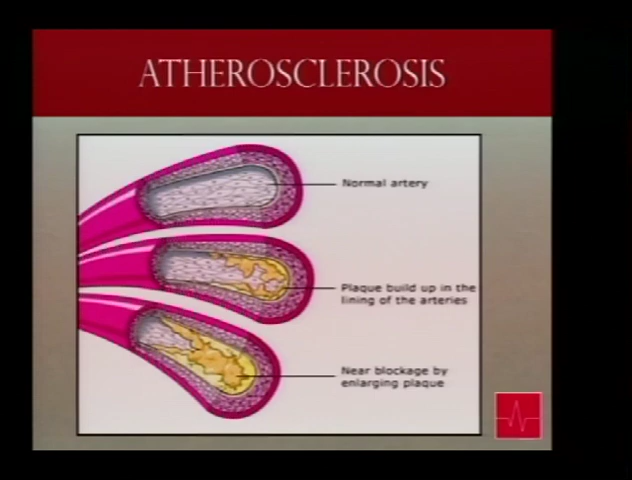 ATHEROSCLEROSIS
Normal artery
Plaque build up in the
lining of the arteries
Near blockage by
enlarging plaque